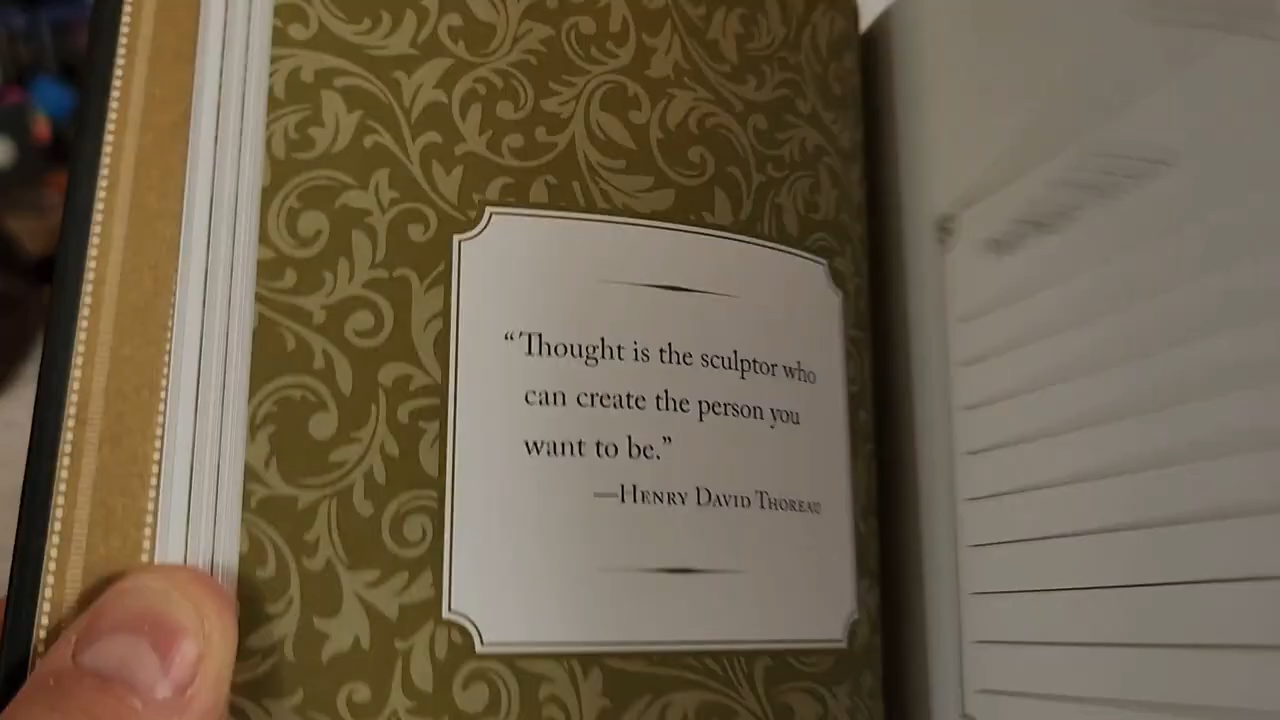 “Thought is the sculptor who
can create the person you
want to be.”
—HENRY DAVID THOREAU